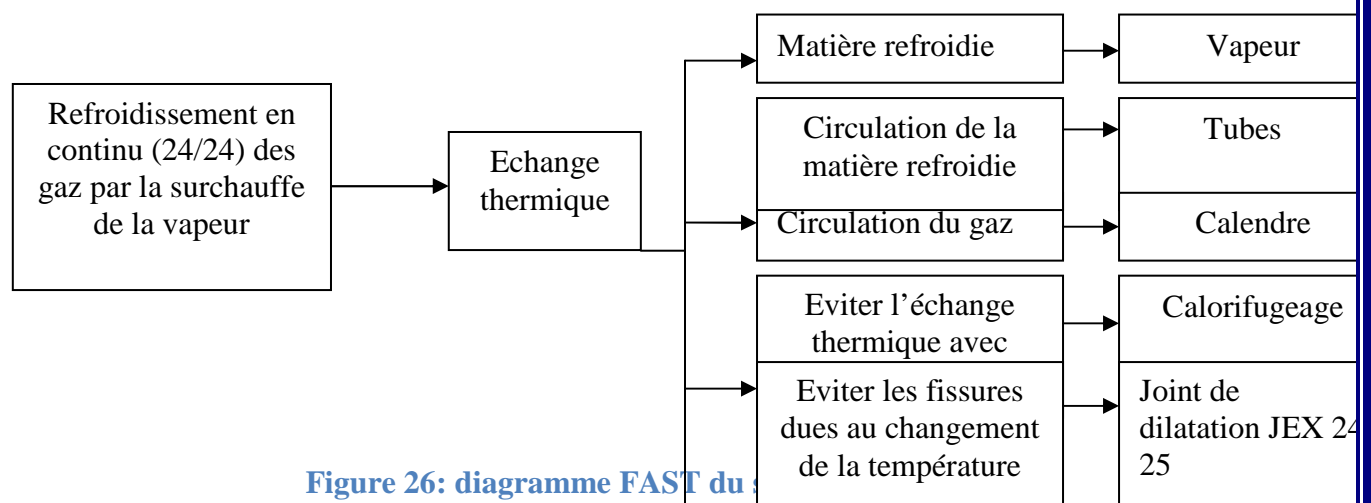 Refroidissement en
continu (24/24) des
gaz par la surchauffe
de la vapeur
Echange
thermique
Matière refroidie
Vapeur
Circulation de la
matière refroidie
Tubes
Circulation du gaz
Calendre
Eviter l’échange
thermique avec
Calorifugeage
Eviter les fissures
dues au changement
de la température
Joint de
dilatation JEX 24
25
Figure 26: diagramme FAST du